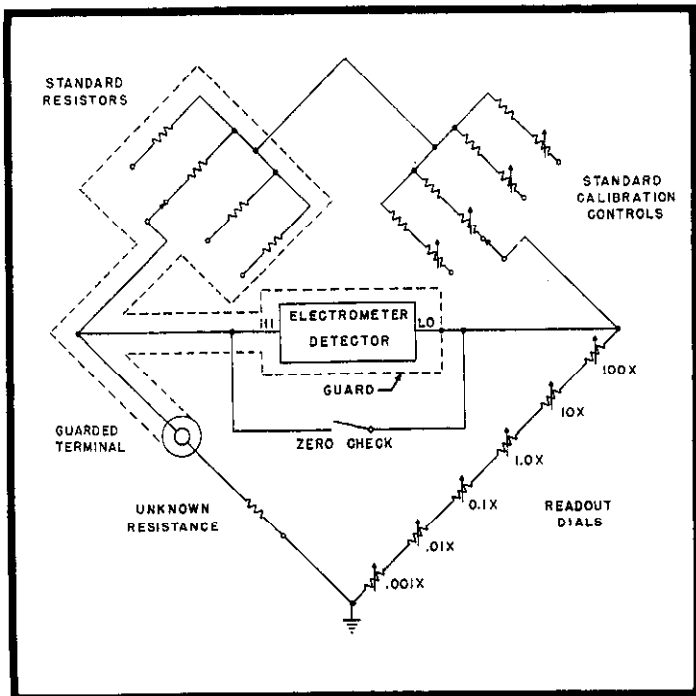 STANDARD
RESISTORS
STANDARD
CALIBRATION
CONTROLS
HI
ELECTROMETER
DETECTOR
LO
GUARD
ZERO CHECK
GUARDED
TERMINAL
UNKNOWN
RESISTANCE
100X
10X
1.0X
0.1X
.01X
.001X
READOUT
DIALS